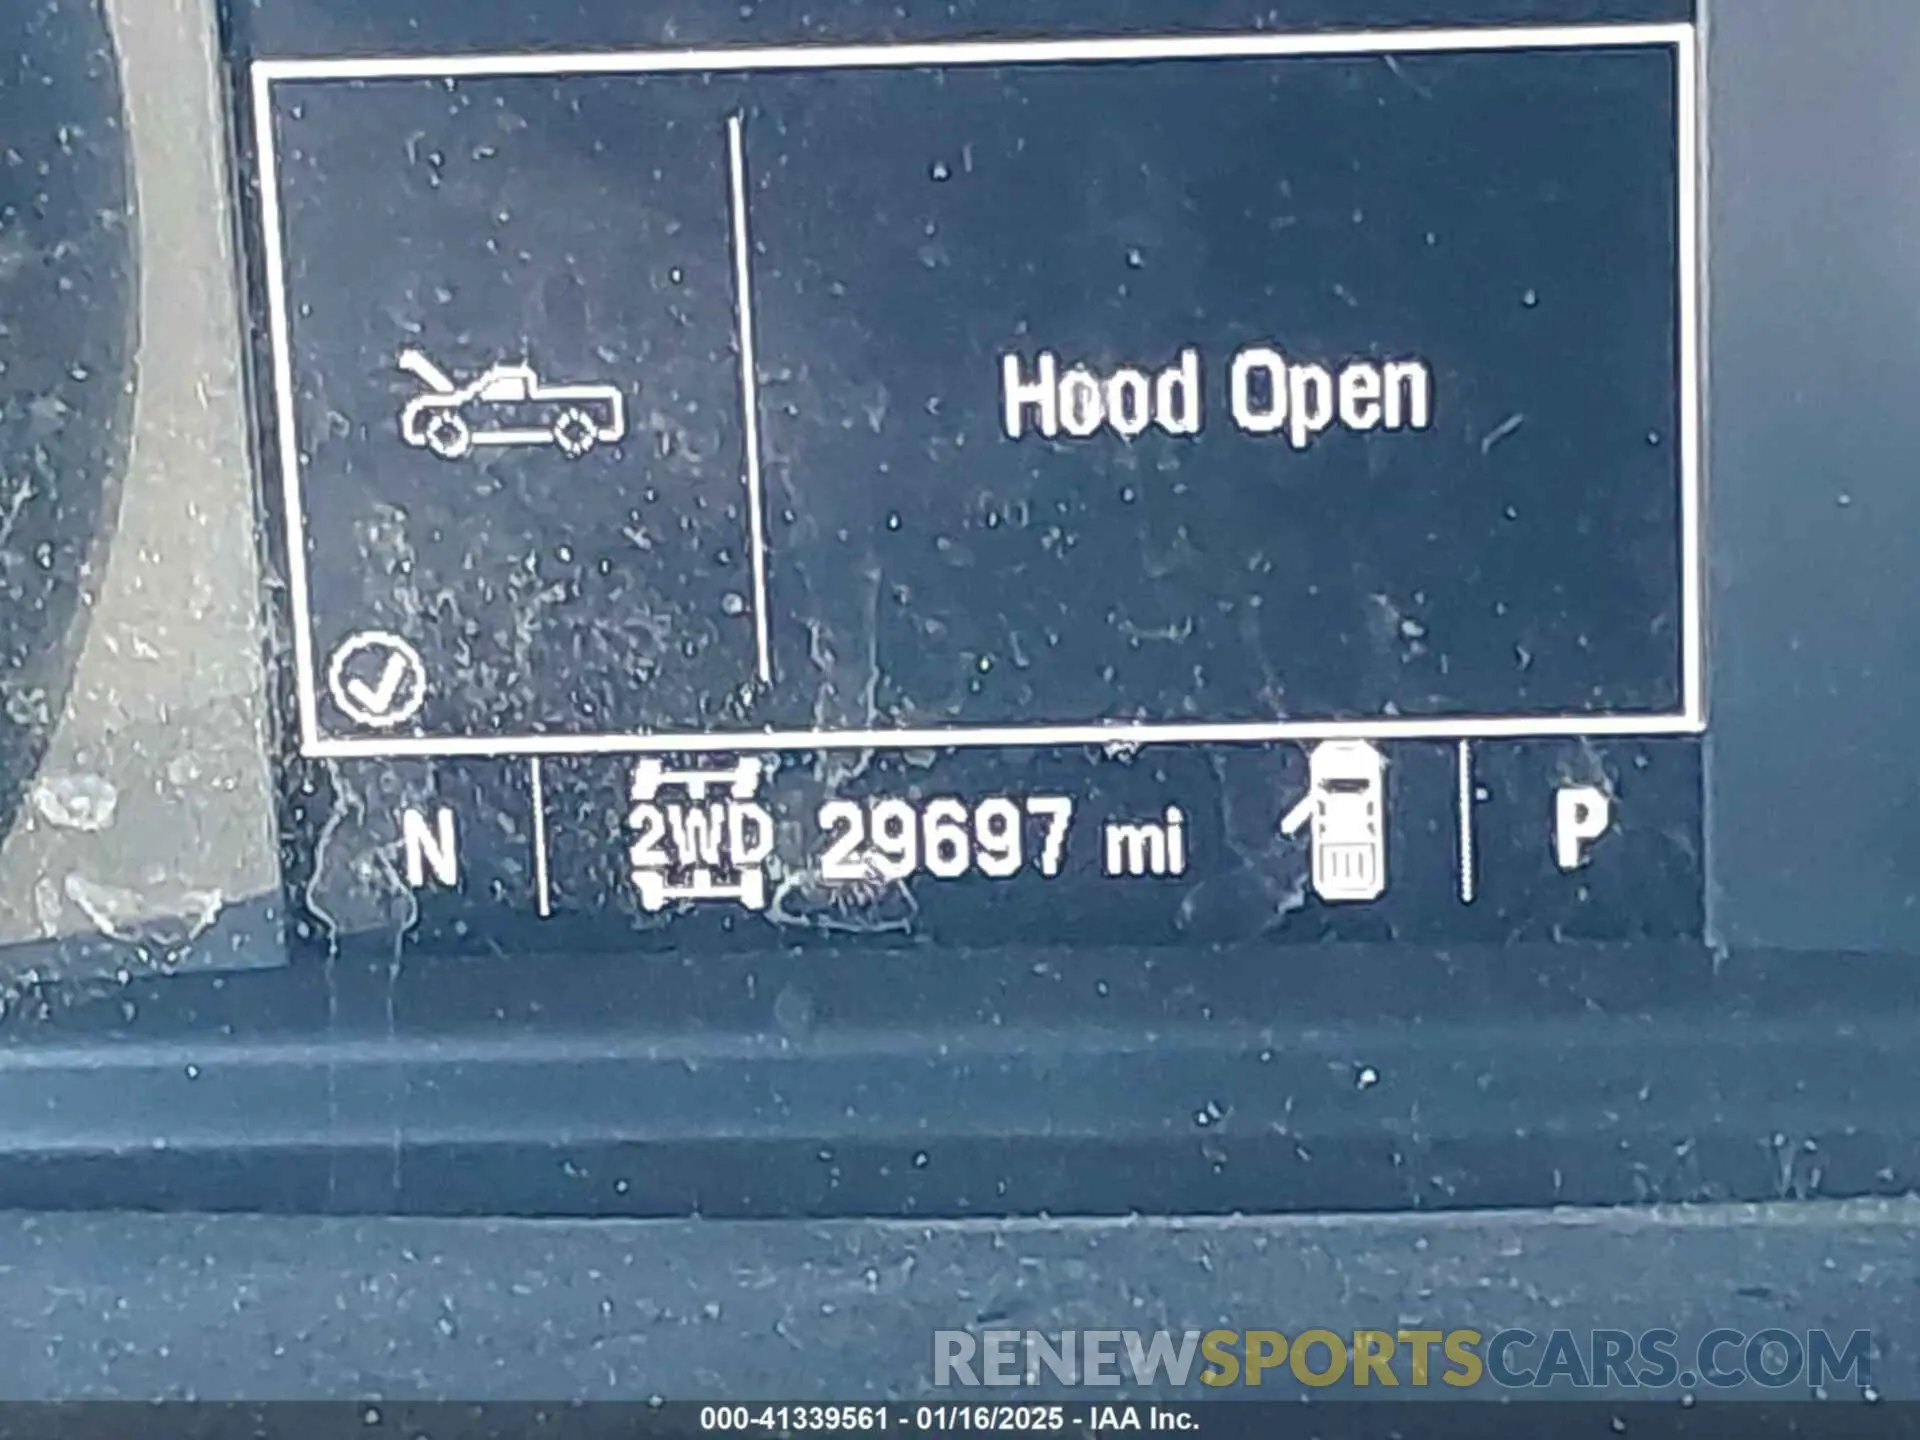 Hood Open
N 2WD 29697 mi P
RENEWSPORTSCARS.COM
000-41339561 - 01/16/2025 - IAA Inc.